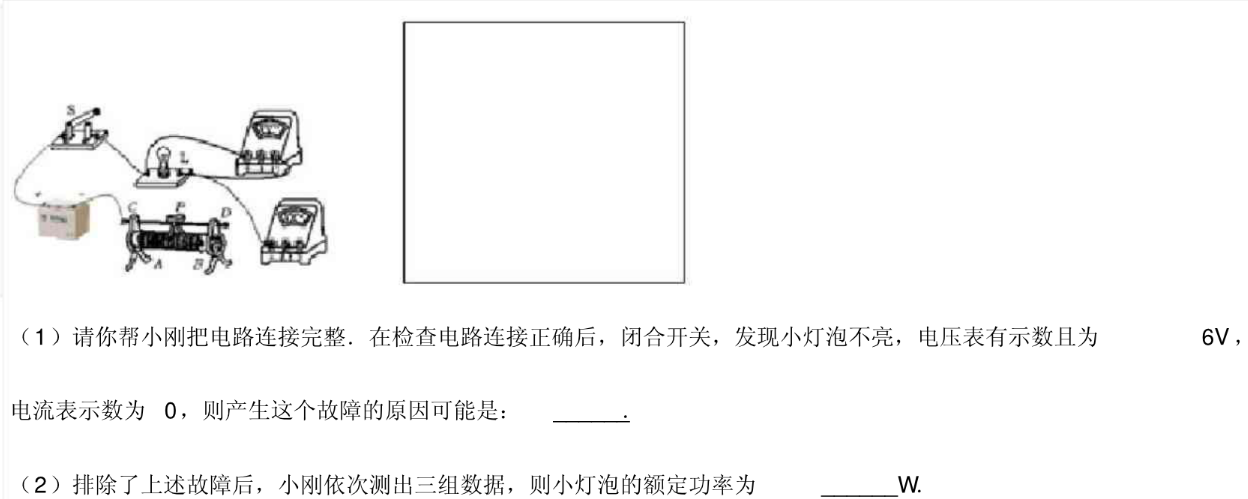 S
L
C P D
A B
（1）请你帮小刚把电路连接完整．在检查电路连接正确后，闭合开关，发现小灯泡不亮，电压表有示数且为 6V，
电流表示数为 0，则产生这个故障的原因可能是： ______．
（2）排除了上述故障后，小刚依次测出三组数据，则小灯泡的额定功率为 ______W.